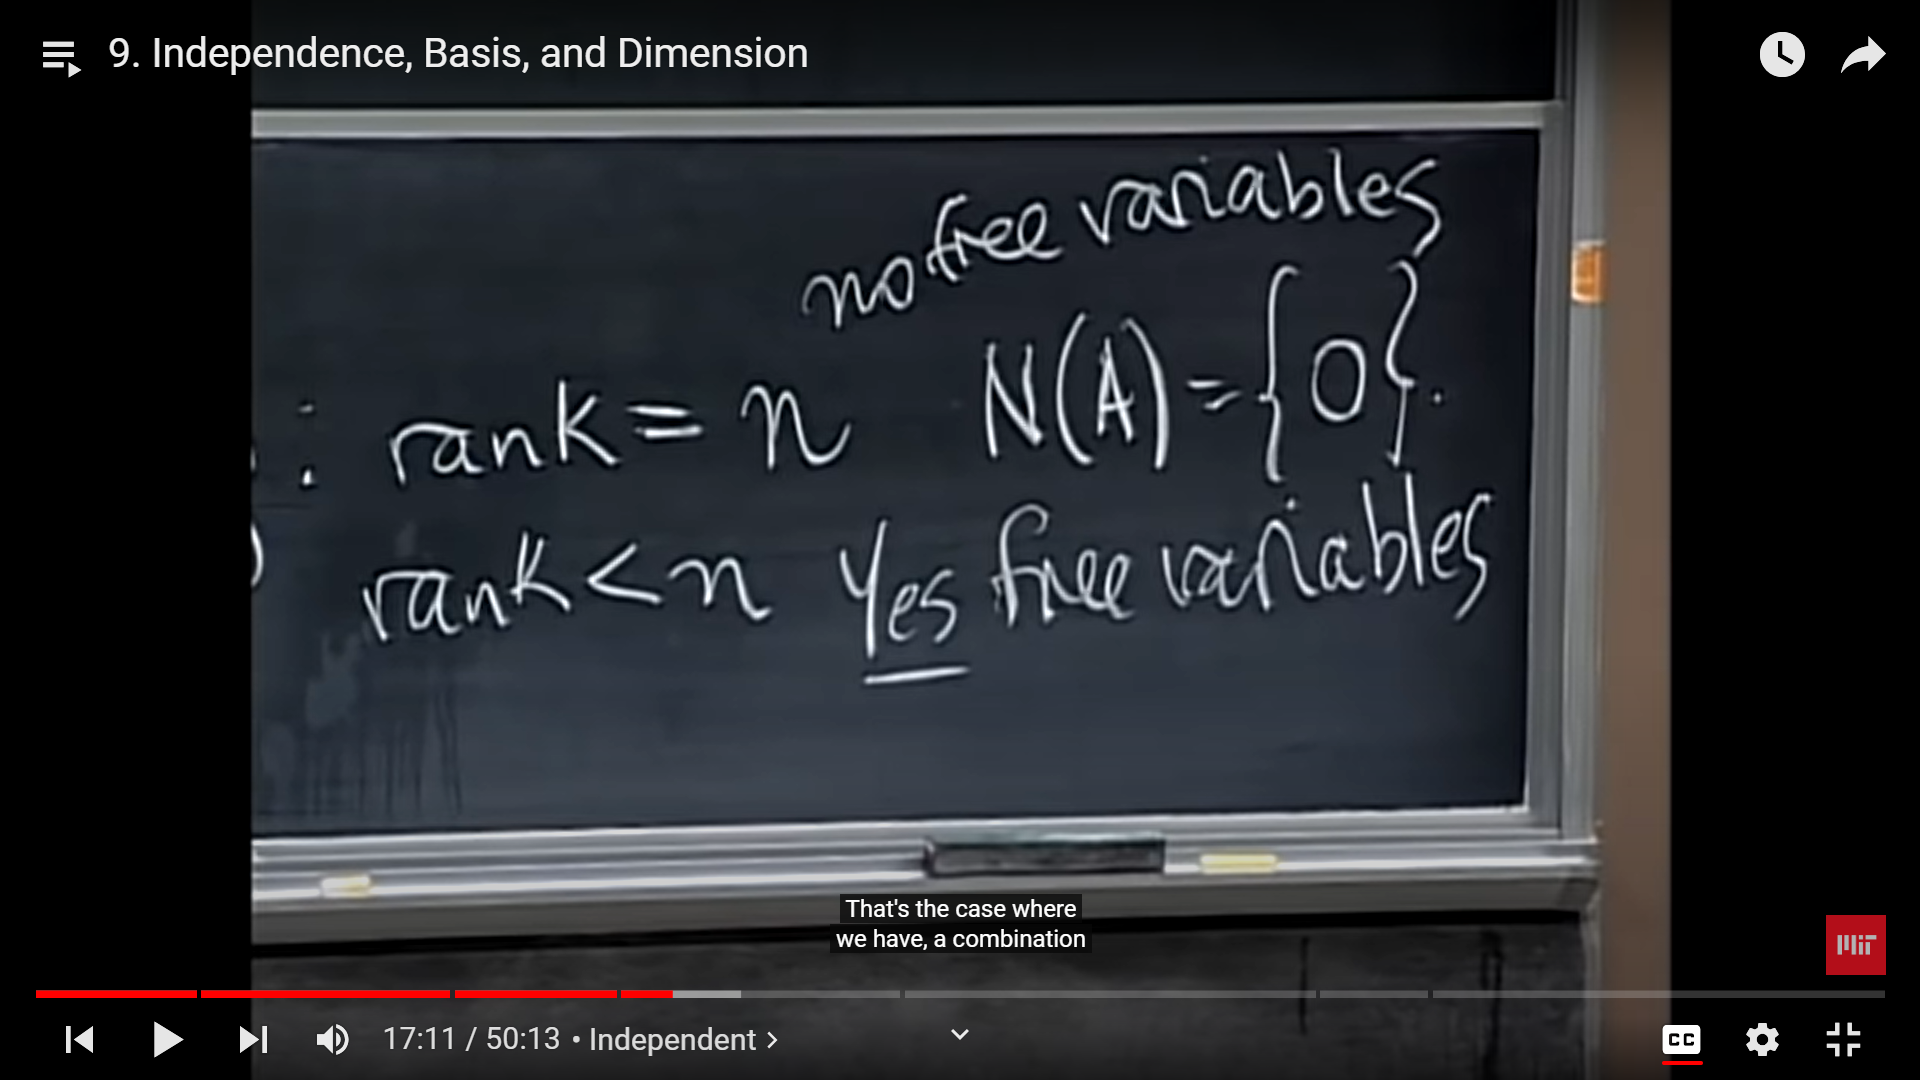 9. Independence, Basis, and Dimension
no free variables
: rank = n N(A) = {0}.
) rank < n Yes free variables
That's the case where
we have, a combination
MIT
17:11 / 50:13 • Independent >
CC